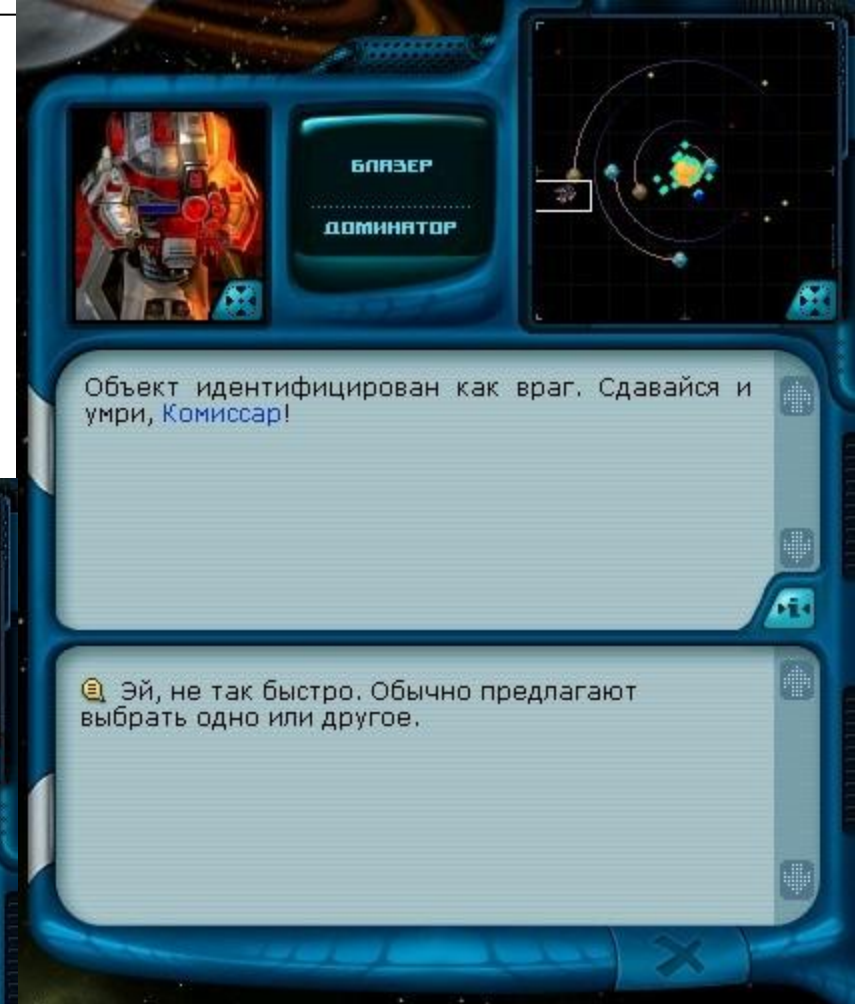 БЛАЗЕР
ДОМИНАТОР
Объект идентифицирован как враг. Сдавайся и
умри, Комиссар!
Эй, не так быстро. Обычно предлагают
выбрать одно или другое.